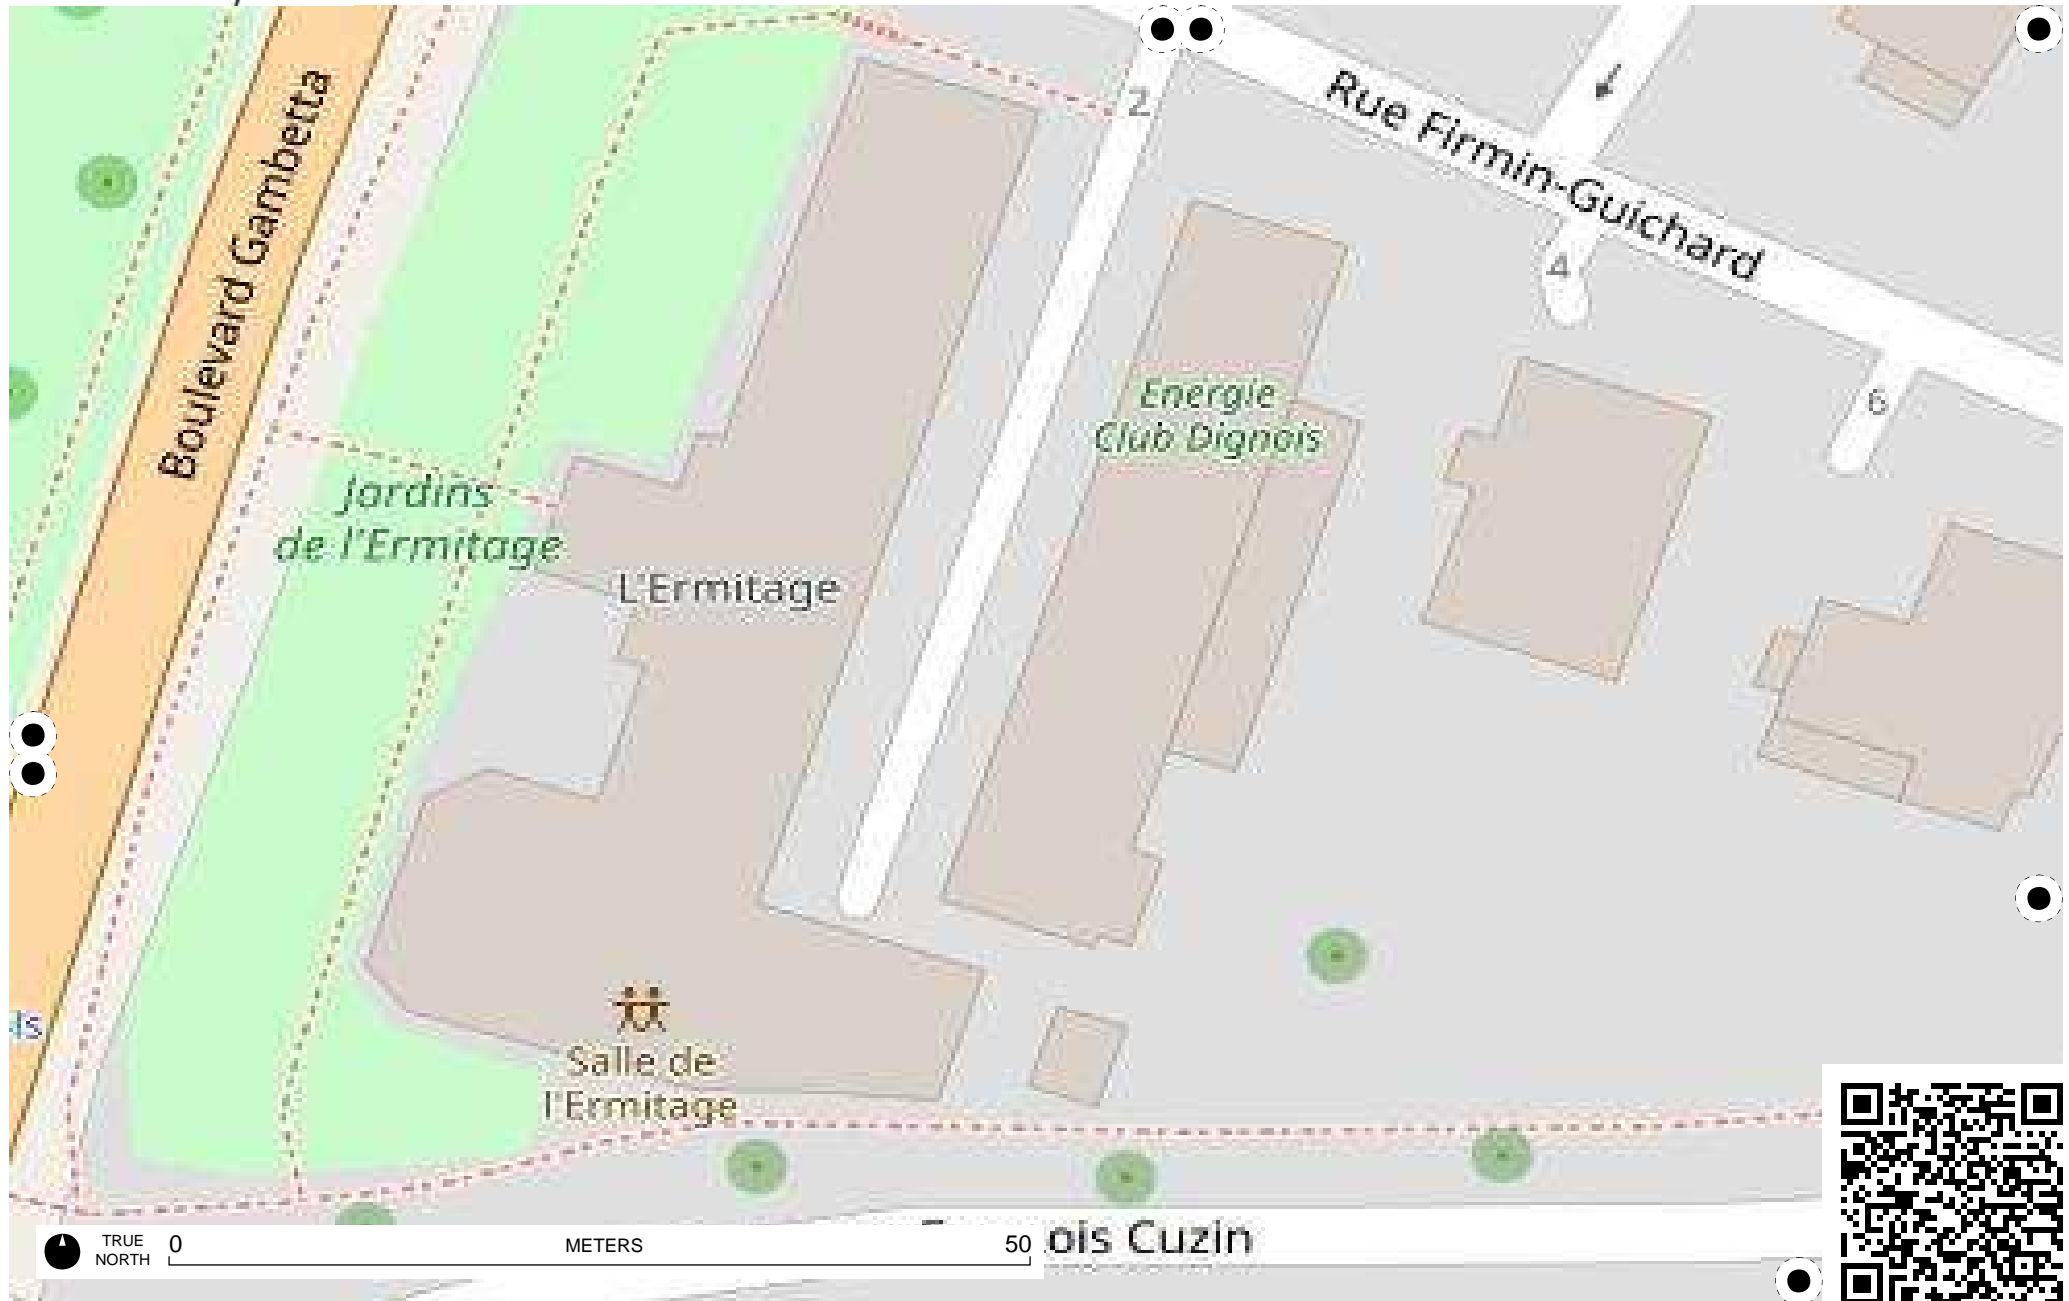 Boulevard Gambetta
2
Rue Firmin-Guichard
4
6
Energie
Club Dignois
Jardins
de l'Ermitage
L'Ermitage
Salle de
l'Ermitage
ois Cuzin
TRUE
NORTH
0 METERS 50